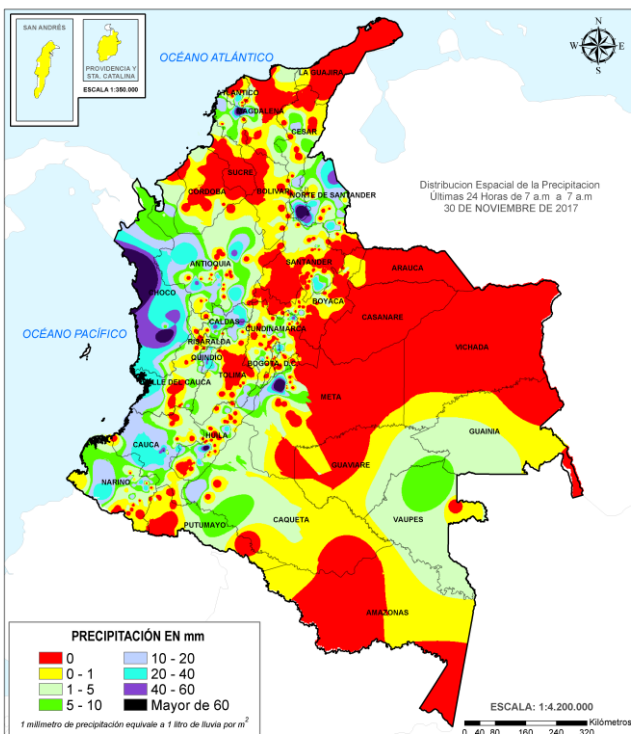 SAN ANDRÉS
PROVIDENCIA Y
STA. CATALINA
ESCALA 1:350.000
OCÉANO ATLÁNTICO
N
W E
S
LA GUAJIRA
ATLANTICO
MAGDALENA
CESAR
SUCRE
CORDOBA
BOLIVAR
NORTE DE SANTANDER
Distribucion Espacial de la Precipitacion
Últimas 24 Horas de 7 a.m a 7 a.m
30 DE NOVIEMBRE DE 2017
ANTIOQUIA
SANTANDER
ARAUCA
CHOCO
BOYACA
CASANARE
OCÉANO PACÍFICO
CALDAS
CUNDINAMARCA
RISARALDA
VICHADA
QUINDIO
BOGOTA, D.C.
TOLIMA
VALLE DEL CAUCA
META
GUAINIA
HUILA
CAUCA
GUAVIARE
NARIÑO
CAQUETA
VAUPES
PUTUMAYO
AMAZONAS
PRECIPITACIÓN EN mm
0 10 - 20
0 - 1 20 - 40
1 - 5 40 - 60
5 - 10 Mayor de 60
1 milimetro de precipitación equivale a 1 litro de lluvia por m²
ESCALA: 1:4.200.000
Kilómetros
0 40 80 160 240 320